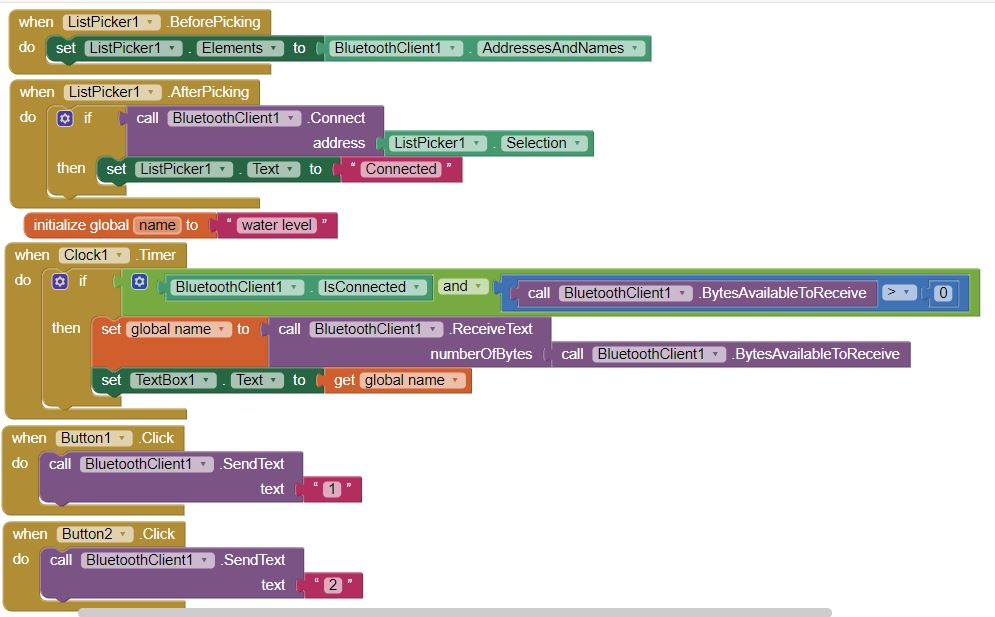 when ListPicker1 .BeforePicking
do set ListPicker1 . Elements to BluetoothClient1 . AddressesAndNames
when ListPicker1 .AfterPicking
do if call BluetoothClient1 .Connect
address ListPicker1 . Selection
then set ListPicker1 . Text to " Connected "
initialize global name to " water level "
when Clock1 .Timer
do if BluetoothClient1 . IsConnected and call BluetoothClient1 .BytesAvailableToReceive > 0
then set global name to call BluetoothClient1 .ReceiveText
numberOfBytes call BluetoothClient1 .BytesAvailableToReceive
set TextBox1 . Text to get global name
when Button1 .Click
do call BluetoothClient1 .SendText
text " 1 "
when Button2 .Click
do call BluetoothClient1 .SendText
text " 2 "